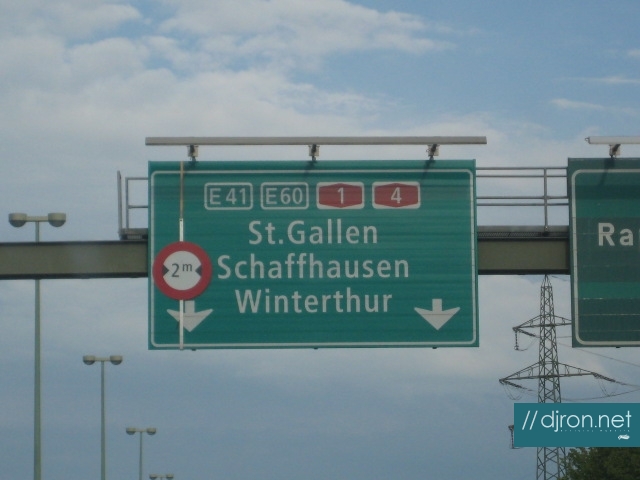 E41 E60 1 4
St.Gallen
Schaffhausen
Winterthur
2m
Ra
//djron.net